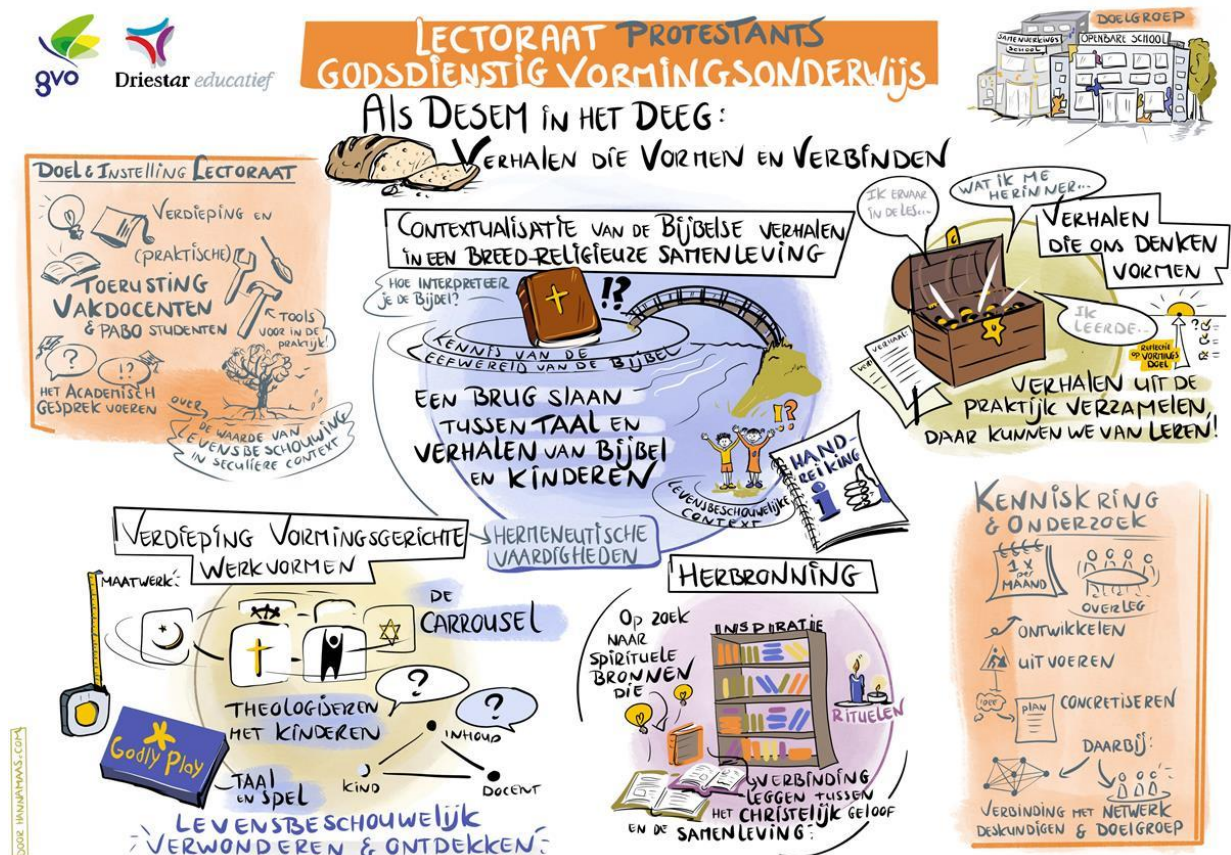 gvo
Driestar educatief
LECTORAAT PROTESTANTS
GODSDIENSTIG VORMINGSONDERWIJS
ALS DESEM IN HET DEEG:
VERHALEN DIE VORMEN EN VERBINDEN
DOELGROEP
SAMENWERKINGS
SCHOOL
OPENBARE SCHOOL
DOEL & INSTELLING LECTORAAT
VERDIEPING EN
(PRAKTISCHE)
TOERUSTING
VAKDOCENTEN
& PABO STUDENTEN
TOOLS
VOOR IN DE
PRAKTIJK!
?
!?
HET ACADEMISCH
GESPREK VOEREN
OVER
DE WAARDE VAN
LEVENSBESCHOUWING
IN SECULIERE CONTEXT
CONTEXTUALISATIE VAN DE BIJBELSE VERHALEN
IN EEN BREED-RELIGIEUZE SAMENLEVING
HOE INTERPRETEER
JE DE BIJBEL?
!?
KENNIS VAN DE
LEEFWERELD VAN DE BIJBEL
EEN BRUG SLAAN
TUSSEN TAAL EN
VERHALEN VAN BIJBEL
EN KINDEREN
!?
LEVENSBESCHOUWELIJKE
CONTEXT
HAND-
REIKING
i
HERMENEUTISCHE
VAARDIGHEDEN
IK ERVAAR
IN DE LES...
WAT IK ME
HERINNER...
VERHALEN
DIE ONS DENKEN
VORMEN
IK
LEERDE...
VERHAAL:
REFLECTIE
OP VORMINGS
DOEL
VERHALEN UIT DE
PRAKTIJK VERZAMELEN,
DAAR KUNNEN WE VAN LEREN!
VERDIEPING VORMINGSGERICHTE
WERKVORMEN
MAATWERK:
DE
CARROUSEL
THEOLOGISEREN
MET KINDEREN
?
?
INHOUD
KIND
DOCENT
Godly Play
TAAL
EN SPEL
LEVENSBESCHOUWELIJK
VERWONDEREN & ONTDEKKEN
HERBRONNING
OP ZOEK
NAAR
SPIRITUELE
BRONNEN
DIE
INSPIRATIE
RITUELEN
VERBINDING
LEGGEN TUSSEN
HET CHRISTELIJK GELOOF
EN DE SAMENLEVING
KENNISKRING
& ONDERZOEK
1 X
PER
MAAND
OVERLEG
ONTWIKKELEN
UITVOEREN
IDEE
PLAN
CONCRETISEREN
DAARBIJ:
VERBINDING MET NETWERK
DESKUNDIGEN & DOELGROEP
DOOR HANNAMAAS.COM